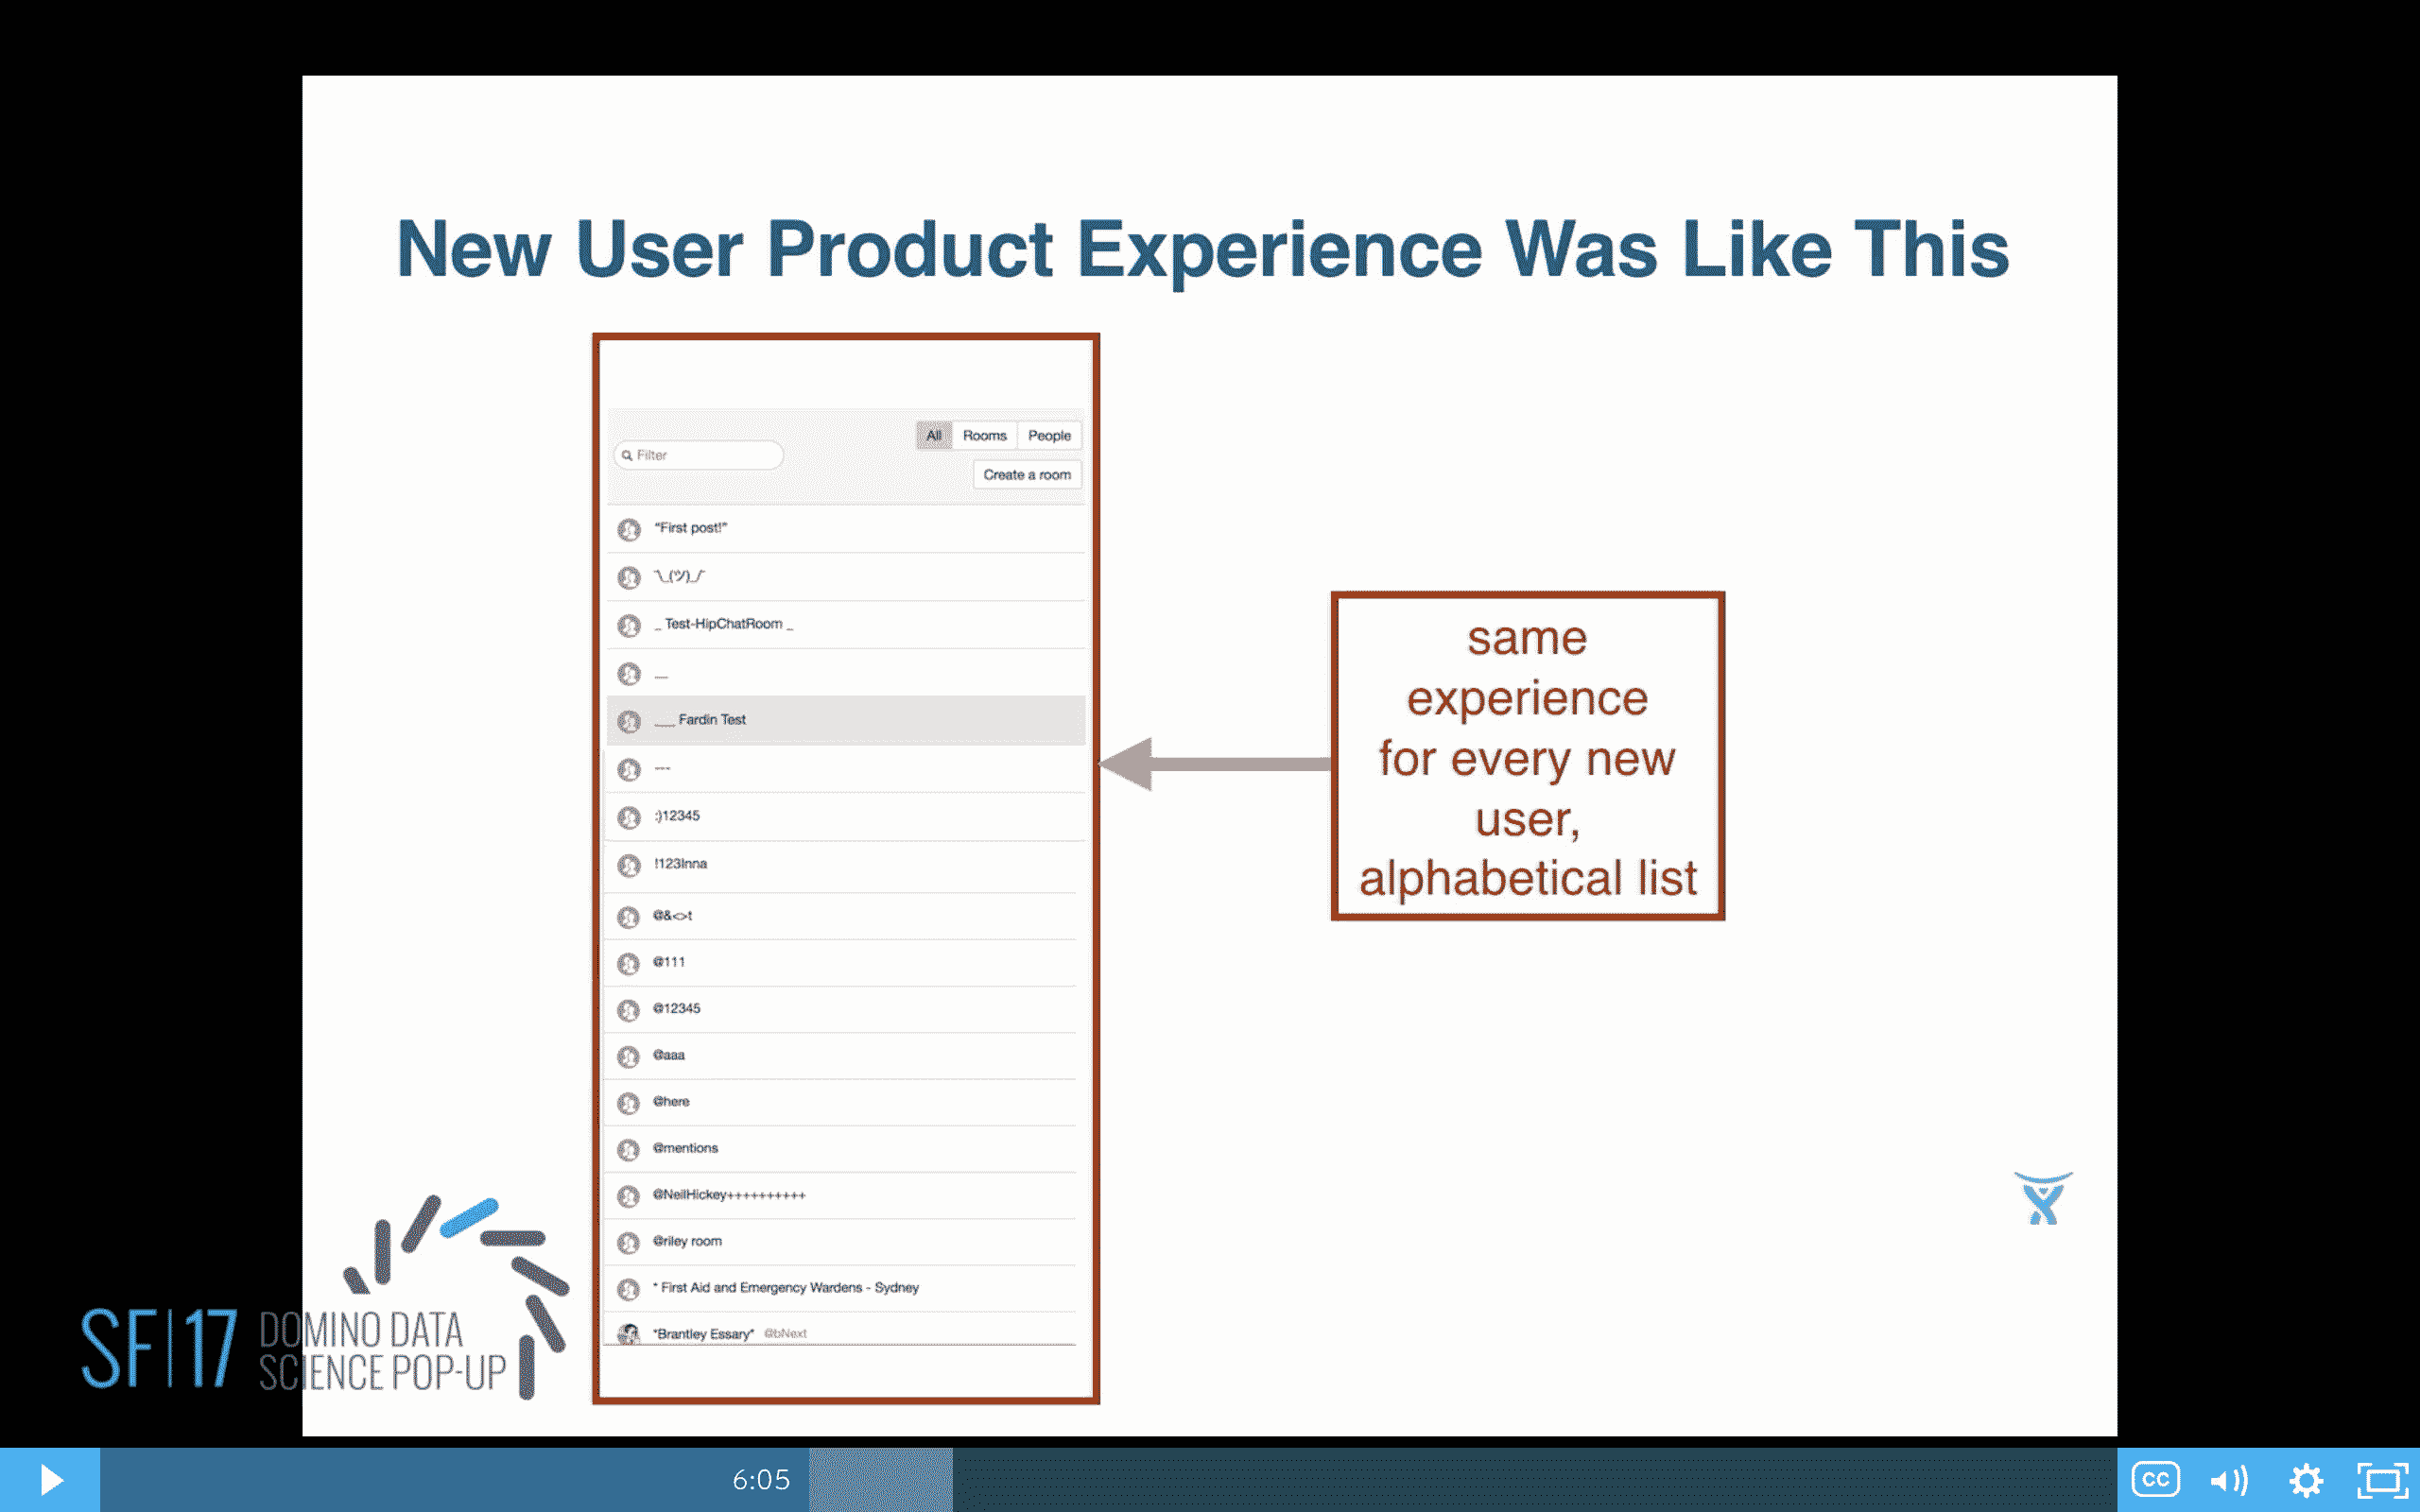 New User Product Experience Was Like This
All Rooms People
Filter
Create a room
"First post!"
¯\_(ツ)_/¯
_ Test-HipChatRoom _
__
___ Fardin Test
---
:)12345
!123Inna
@&<>t
@111
@12345
@aaa
@here
@mentions
@NeilHickey++++++++++
@riley room
* First Aid and Emergency Wardens - Sydney
*Brantley Essary* @bNext
same
experience
for every new
user,
alphabetical list
SF|17 DOMINO DATA
SCIENCE POP-UP
6:05
CC